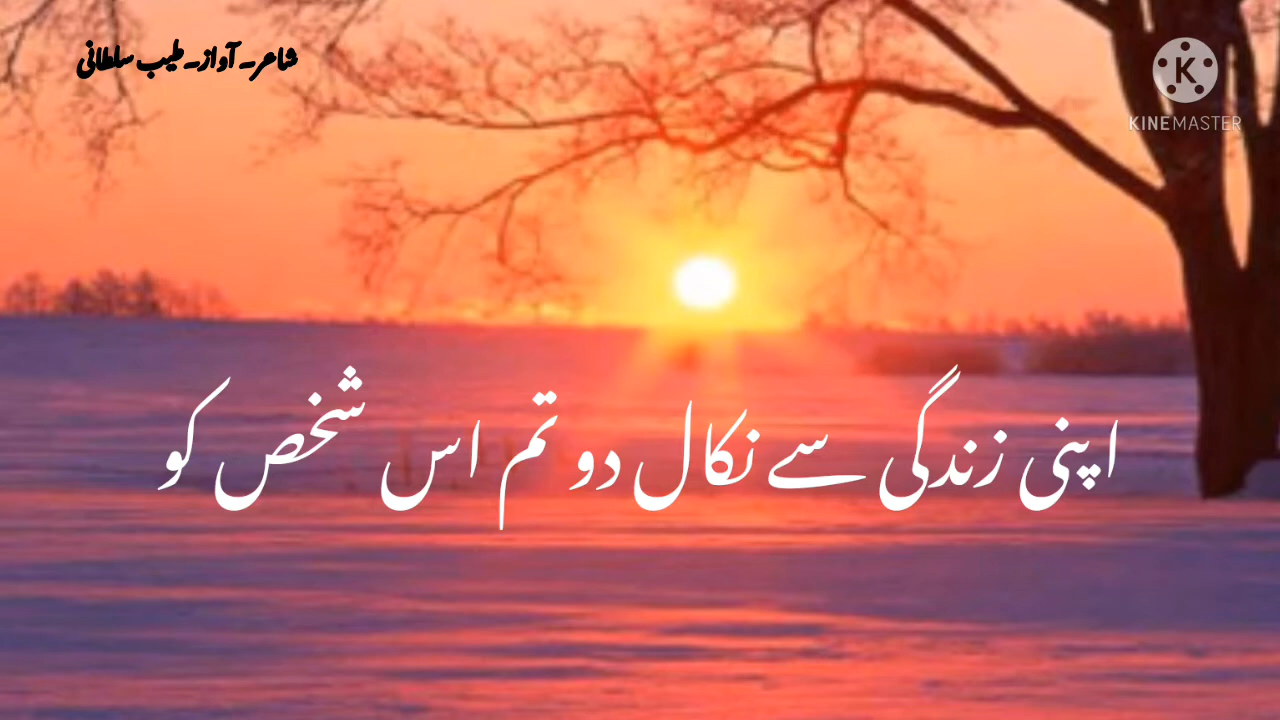 شاعر۔ آواز۔ طیب سلطانی
KINEMASTER
اپنی زندگی سے نکال دو تم اس شخص کو